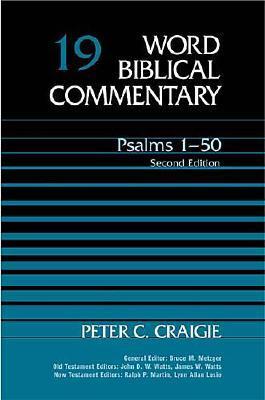 19 WORD
BIBLICAL
COMMENTARY
Psalms 1–50
Second Edition
PETER C. CRAIGIE
General Editor: Bruce M. Metzger
Old Testament Editors: John D. W. Watts, James W. Watts
New Testament Editors: Ralph P. Martin, Lynn Allan Losie